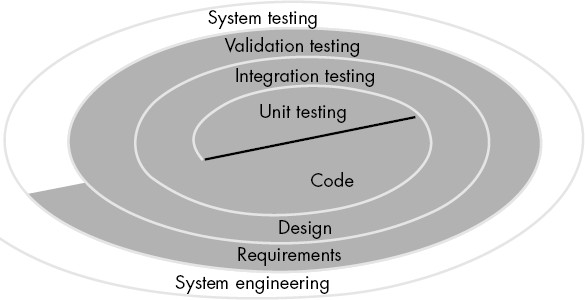 System testing
Validation testing
Integration testing
Unit testing
Code
Design
Requirements
System engineering